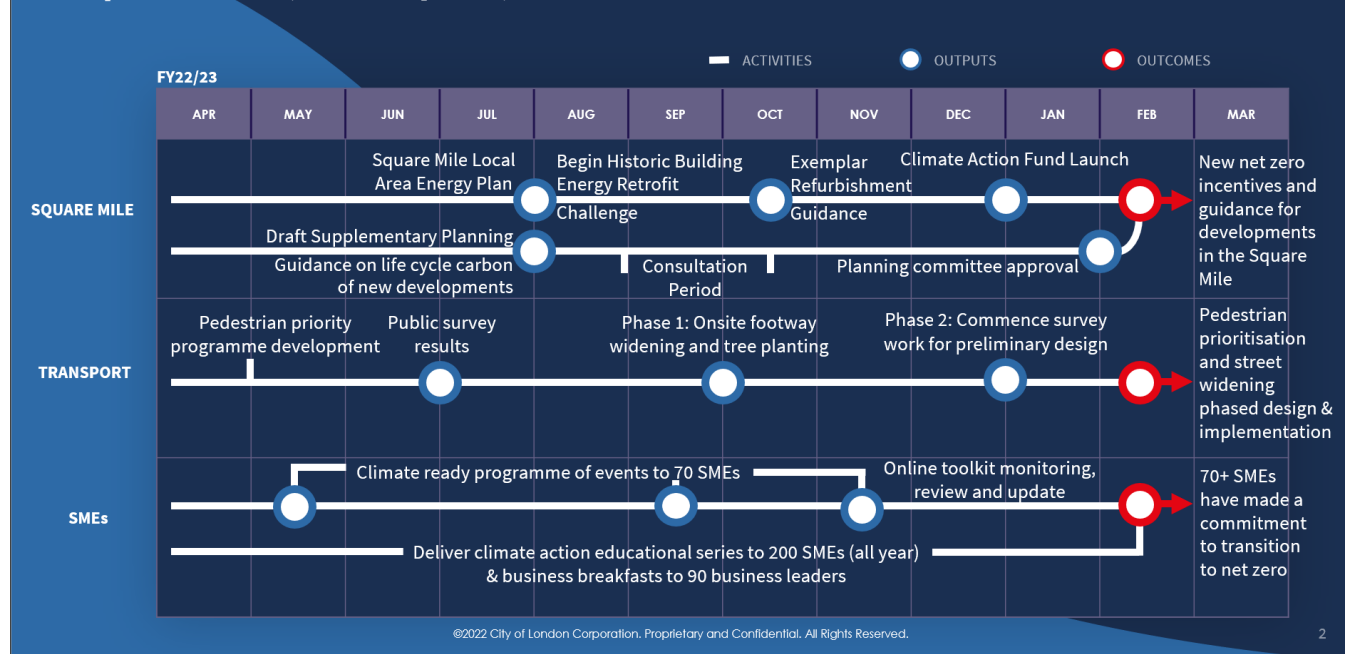 ACTIVITIES
OUTPUTS
OUTCOMES
FY22/23
APR
MAY
JUN
JUL
AUG
SEP
OCT
NOV
DEC
JAN
FEB
MAR
SQUARE MILE
Square Mile Local
Area Energy Plan
Begin Historic Building
Energy Retrofit
Challenge
Exemplar
Refurbishment
Guidance
Climate Action Fund Launch
New net zero
incentives and
guidance for
developments
in the Square
Mile
Draft Supplementary Planning
Guidance on life cycle carbon
of new developments
Consultation
Period
Planning committee approval
TRANSPORT
Pedestrian priority
programme development
Public survey
results
Phase 1: Onsite footway
widening and tree planting
Phase 2: Commence survey
work for preliminary design
Pedestrian
prioritisation
and street
widening
phased design &
implementation
SMEs
Climate ready programme of events to 70 SMEs
Online toolkit monitoring,
review and update
70+ SMEs
have made a
commitment
to transition
to net zero
Deliver climate action educational series to 200 SMEs (all year)
& business breakfasts to 90 business leaders
©2022 City of London Corporation. Proprietary and Confidential. All Rights Reserved.
2